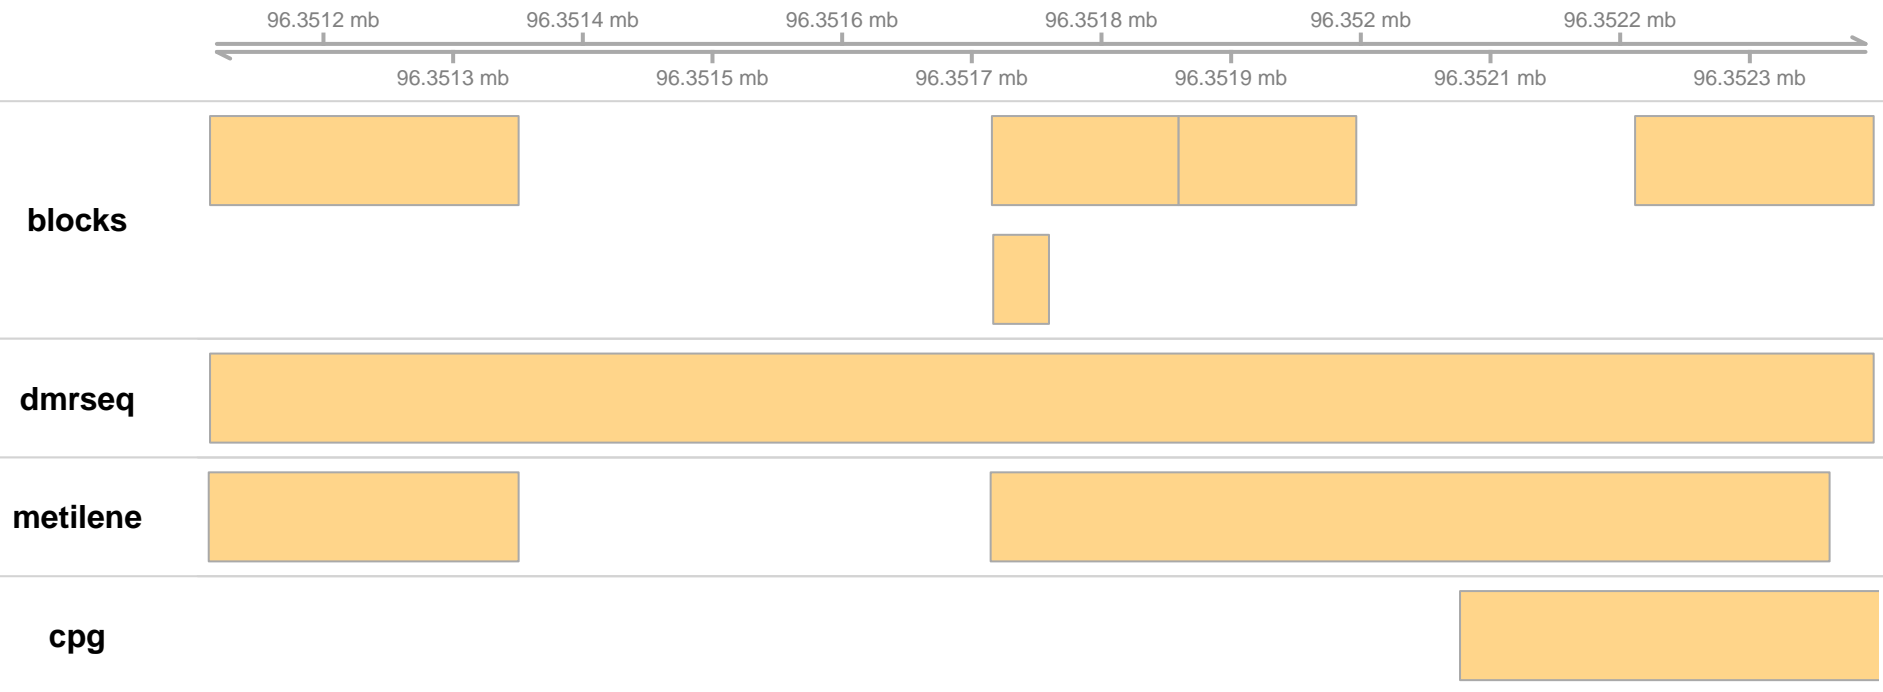 96.3512 mb 96.3514 mb 96.3516 mb 96.3518 mb 96.352 mb 96.3522 mb
96.3513 mb 96.3515 mb 96.3517 mb 96.3519 mb 96.3521 mb 96.3523 mb
blocks
dmrseq
metilene
cpg